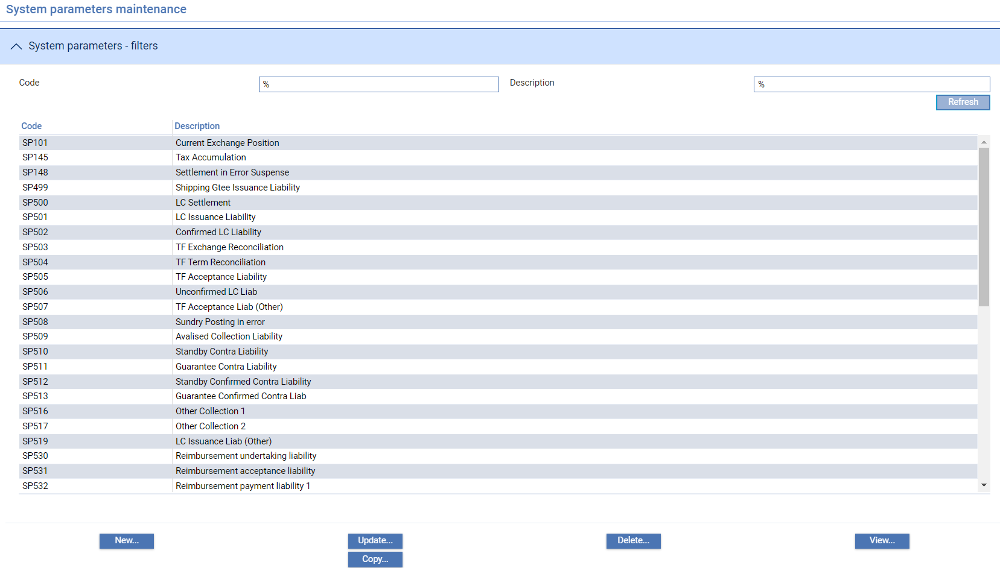 System parameters maintenance
System parameters - filters
Code % Description %
Refresh
Code Description
SP101 Current Exchange Position
SP145 Tax Accumulation
SP148 Settlement in Error Suspense
SP499 Shipping Gtee Issuance Liability
SP500 LC Settlement
SP501 LC Issuance Liability
SP502 Confirmed LC Liability
SP503 TF Exchange Reconciliation
SP504 TF Term Reconciliation
SP505 TF Acceptance Liability
SP506 Unconfirmed LC Liab
SP507 TF Acceptance Liab (Other)
SP508 Sundry Posting in error
SP509 Avalised Collection Liability
SP510 Standby Contra Liability
SP511 Guarantee Contra Liability
SP512 Standby Confirmed Contra Liability
SP513 Guarantee Confirmed Contra Liab
SP516 Other Collection 1
SP517 Other Collection 2
SP519 LC Issuance Liab (Other)
SP530 Reimbursement undertaking liability
SP531 Reimbursement acceptance liability
SP532 Reimbursement payment liability 1
New... Update... Delete... View...
Copy...